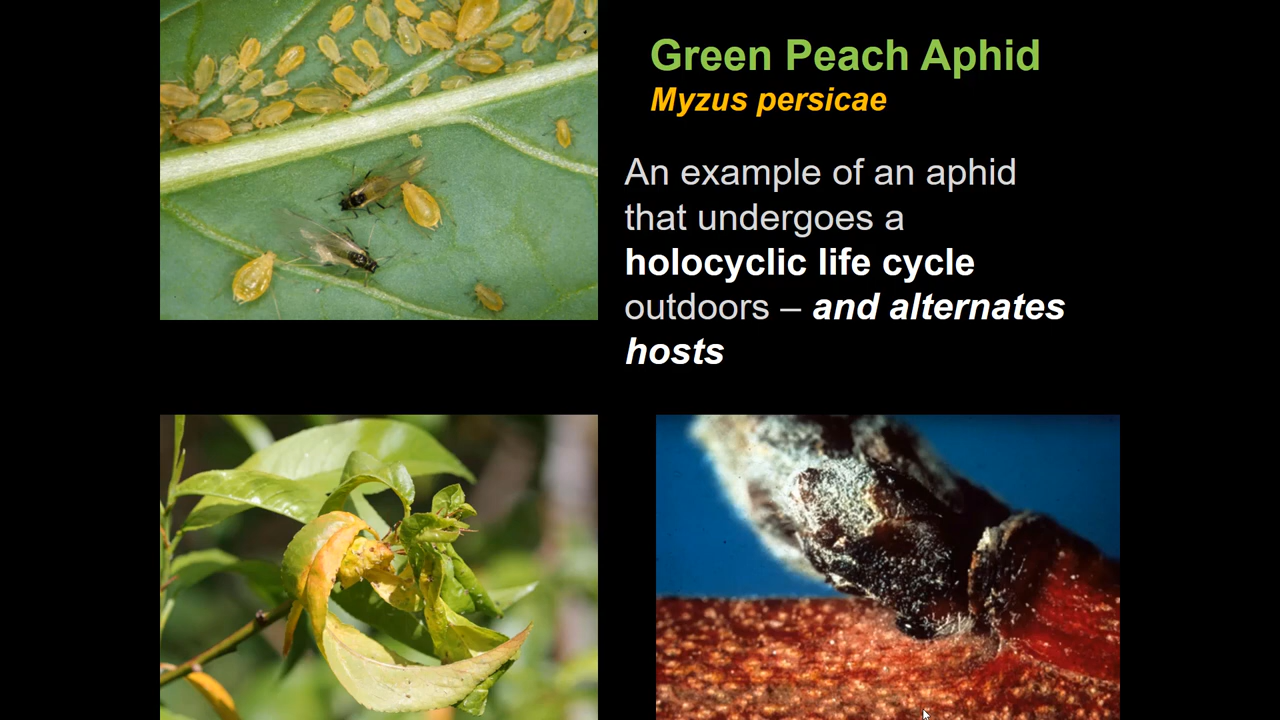 Green Peach Aphid
Myzus persicae
An example of an aphid
that undergoes a
holocyclic life cycle
outdoors – and alternates
hosts